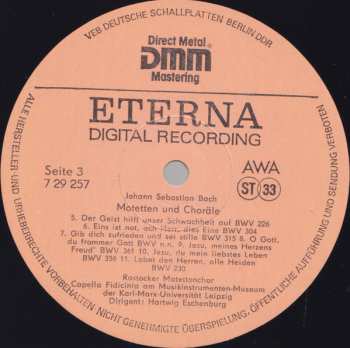 VEB DEUTSCHE SCHALLPLATTEN BERLIN DDR
Direct Metal
DMM
Mastering
ETERNA
DIGITAL RECORDING
Seite 3
7 29 257
AWA
ST 33
Johann Sebastian Bach
Motetten und Choräle
5. Der Geist hilft unser Schwachheit auf BWV 226
6. Eins ist not, ach Herr, dies Eine BWV 304
7. Gib dich zufrieden und sei stille BWV 315 8. O Gott,
du frommer Gott BWV 9. Jesu, meines Herzens
Freud' BWV 361 10. Jesu, du mein liebstes Leben
BWV 356 11. Lobet den Herren, alle Heiden
BWV 230
Rostocker Motettenchor
Capella Fidicinia am Musikinstrumenten-Museum
der Karl-Marx-Universität Leipzig
Dirigent: Hartwig Eschenburg
ALLE HERSTELLER- UND URHEBERRECHTE VORBEHALTEN NICHT GENEHMIGTE ÜBERSPIELUNG, ÖFFENTLICHE AUFFÜHRUNG UND SENDUNG VERBOTEN